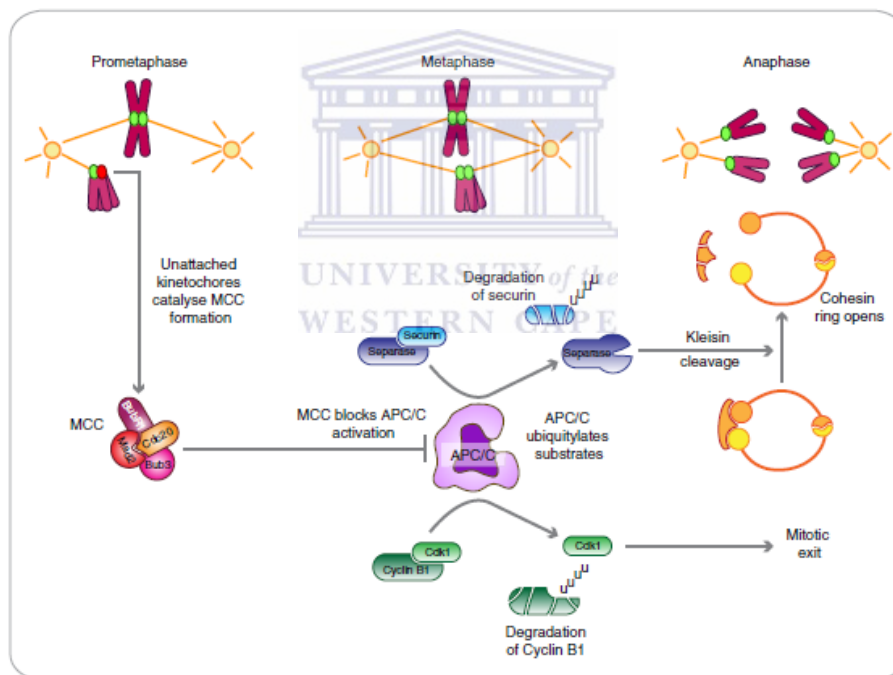 Prometaphase
Metaphase
Anaphase
Unattached
kinetochores
catalyse MCC
formation
UNIVERSITY of the
WESTERN CAPE
Degradation
of securin
uuuu
Securin
Separase
Separase
Kleisin
cleavage
Cohesin
ring opens
MCC
BubR1
Mad2
Cdc20
Bub3
MCC blocks APC/C
activation
APC/C
APC/C
ubiquitylates
substrates
Cdk1
Cyclin B1
Cdk1
uuuu
Mitotic
exit
Degradation
of Cyclin B1